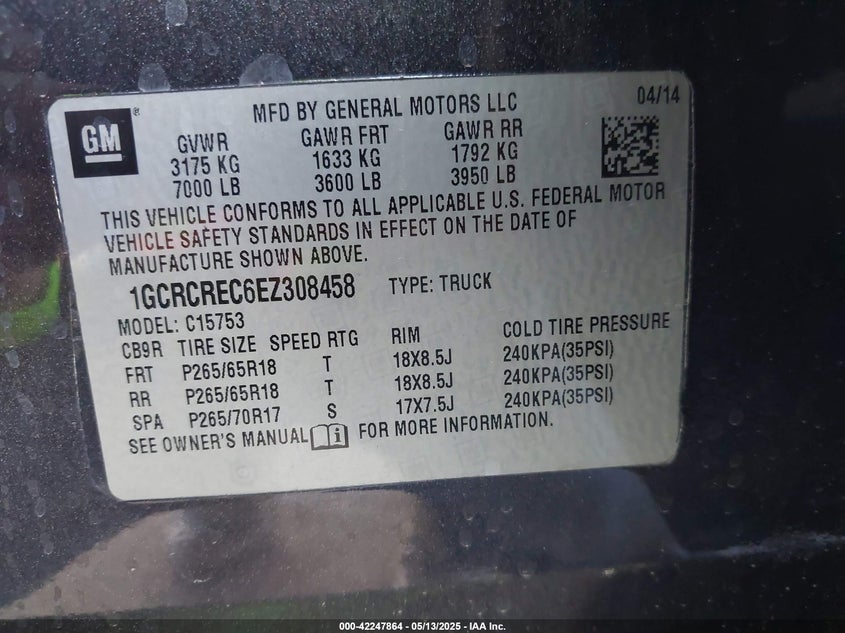 GM®
MFD BY GENERAL MOTORS LLC
04/14
GVWR GAWR FRT GAWR RR
3175 KG 1633 KG 1792 KG
7000 LB 3600 LB 3950 LB
THIS VEHICLE CONFORMS TO ALL APPLICABLE U.S. FEDERAL MOTOR
VEHICLE SAFETY STANDARDS IN EFFECT ON THE DATE OF
MANUFACTURE SHOWN ABOVE.
1GCRCREC6EZ308458 TYPE: TRUCK
MODEL: C15753
CB9R TIRE SIZE SPEED RTG RIM COLD TIRE PRESSURE
FRT P265/65R18 T 18X8.5J 240KPA(35PSI)
RR P265/65R18 T 18X8.5J 240KPA(35PSI)
SPA P265/70R17 S 17X7.5J 240KPA(35PSI)
SEE OWNER'S MANUAL i FOR MORE INFORMATION.
000-42247864 - 05/13/2025 - IAA Inc.